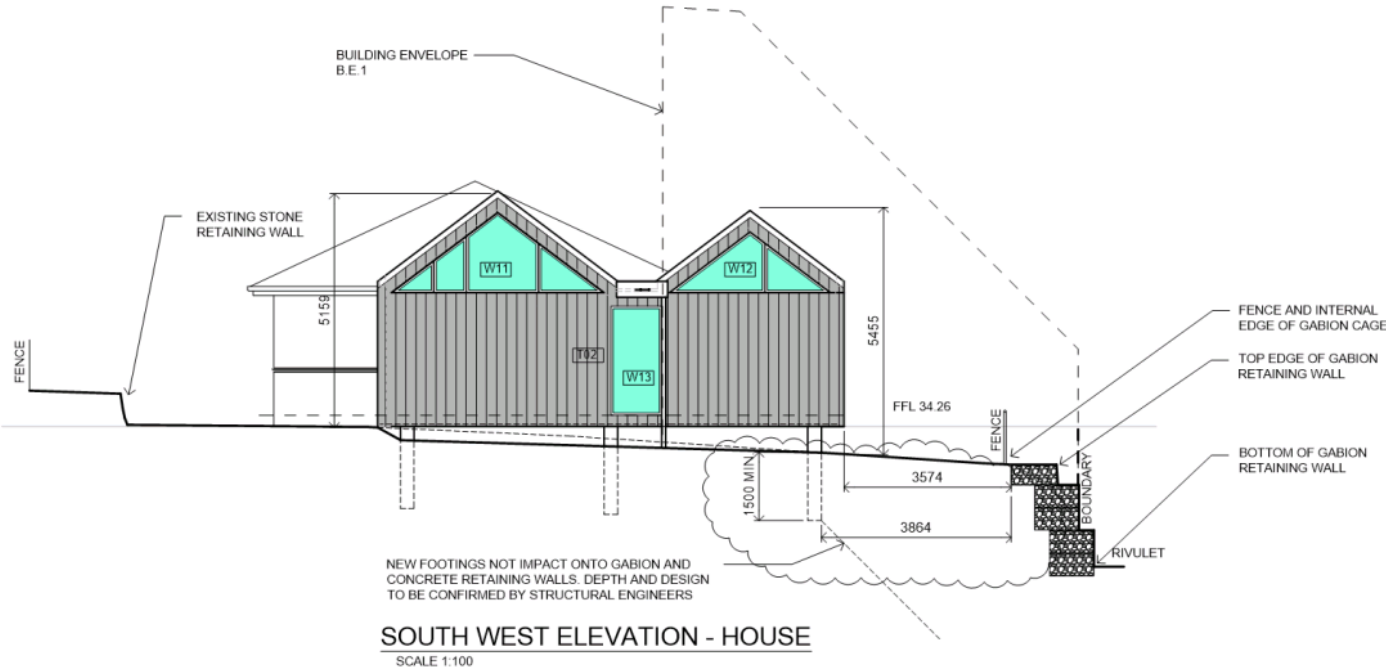 BUILDING ENVELOPE
B.E.1
EXISTING STONE
RETAINING WALL
FENCE
5159
W11
W12
T02
W13
5455
FFL 34.26
FENCE
FENCE AND INTERNAL
EDGE OF GABION CAGE
TOP EDGE OF GABION
RETAINING WALL
BOTTOM OF GABION
RETAINING WALL
BOUNDARY
RIVULET
1500 MIN
3574
3864
NEW FOOTINGS NOT IMPACT ONTO GABION AND
CONCRETE RETAINING WALLS. DEPTH AND DESIGN
TO BE CONFIRMED BY STRUCTURAL ENGINEERS
SOUTH WEST ELEVATION - HOUSE
SCALE 1:100